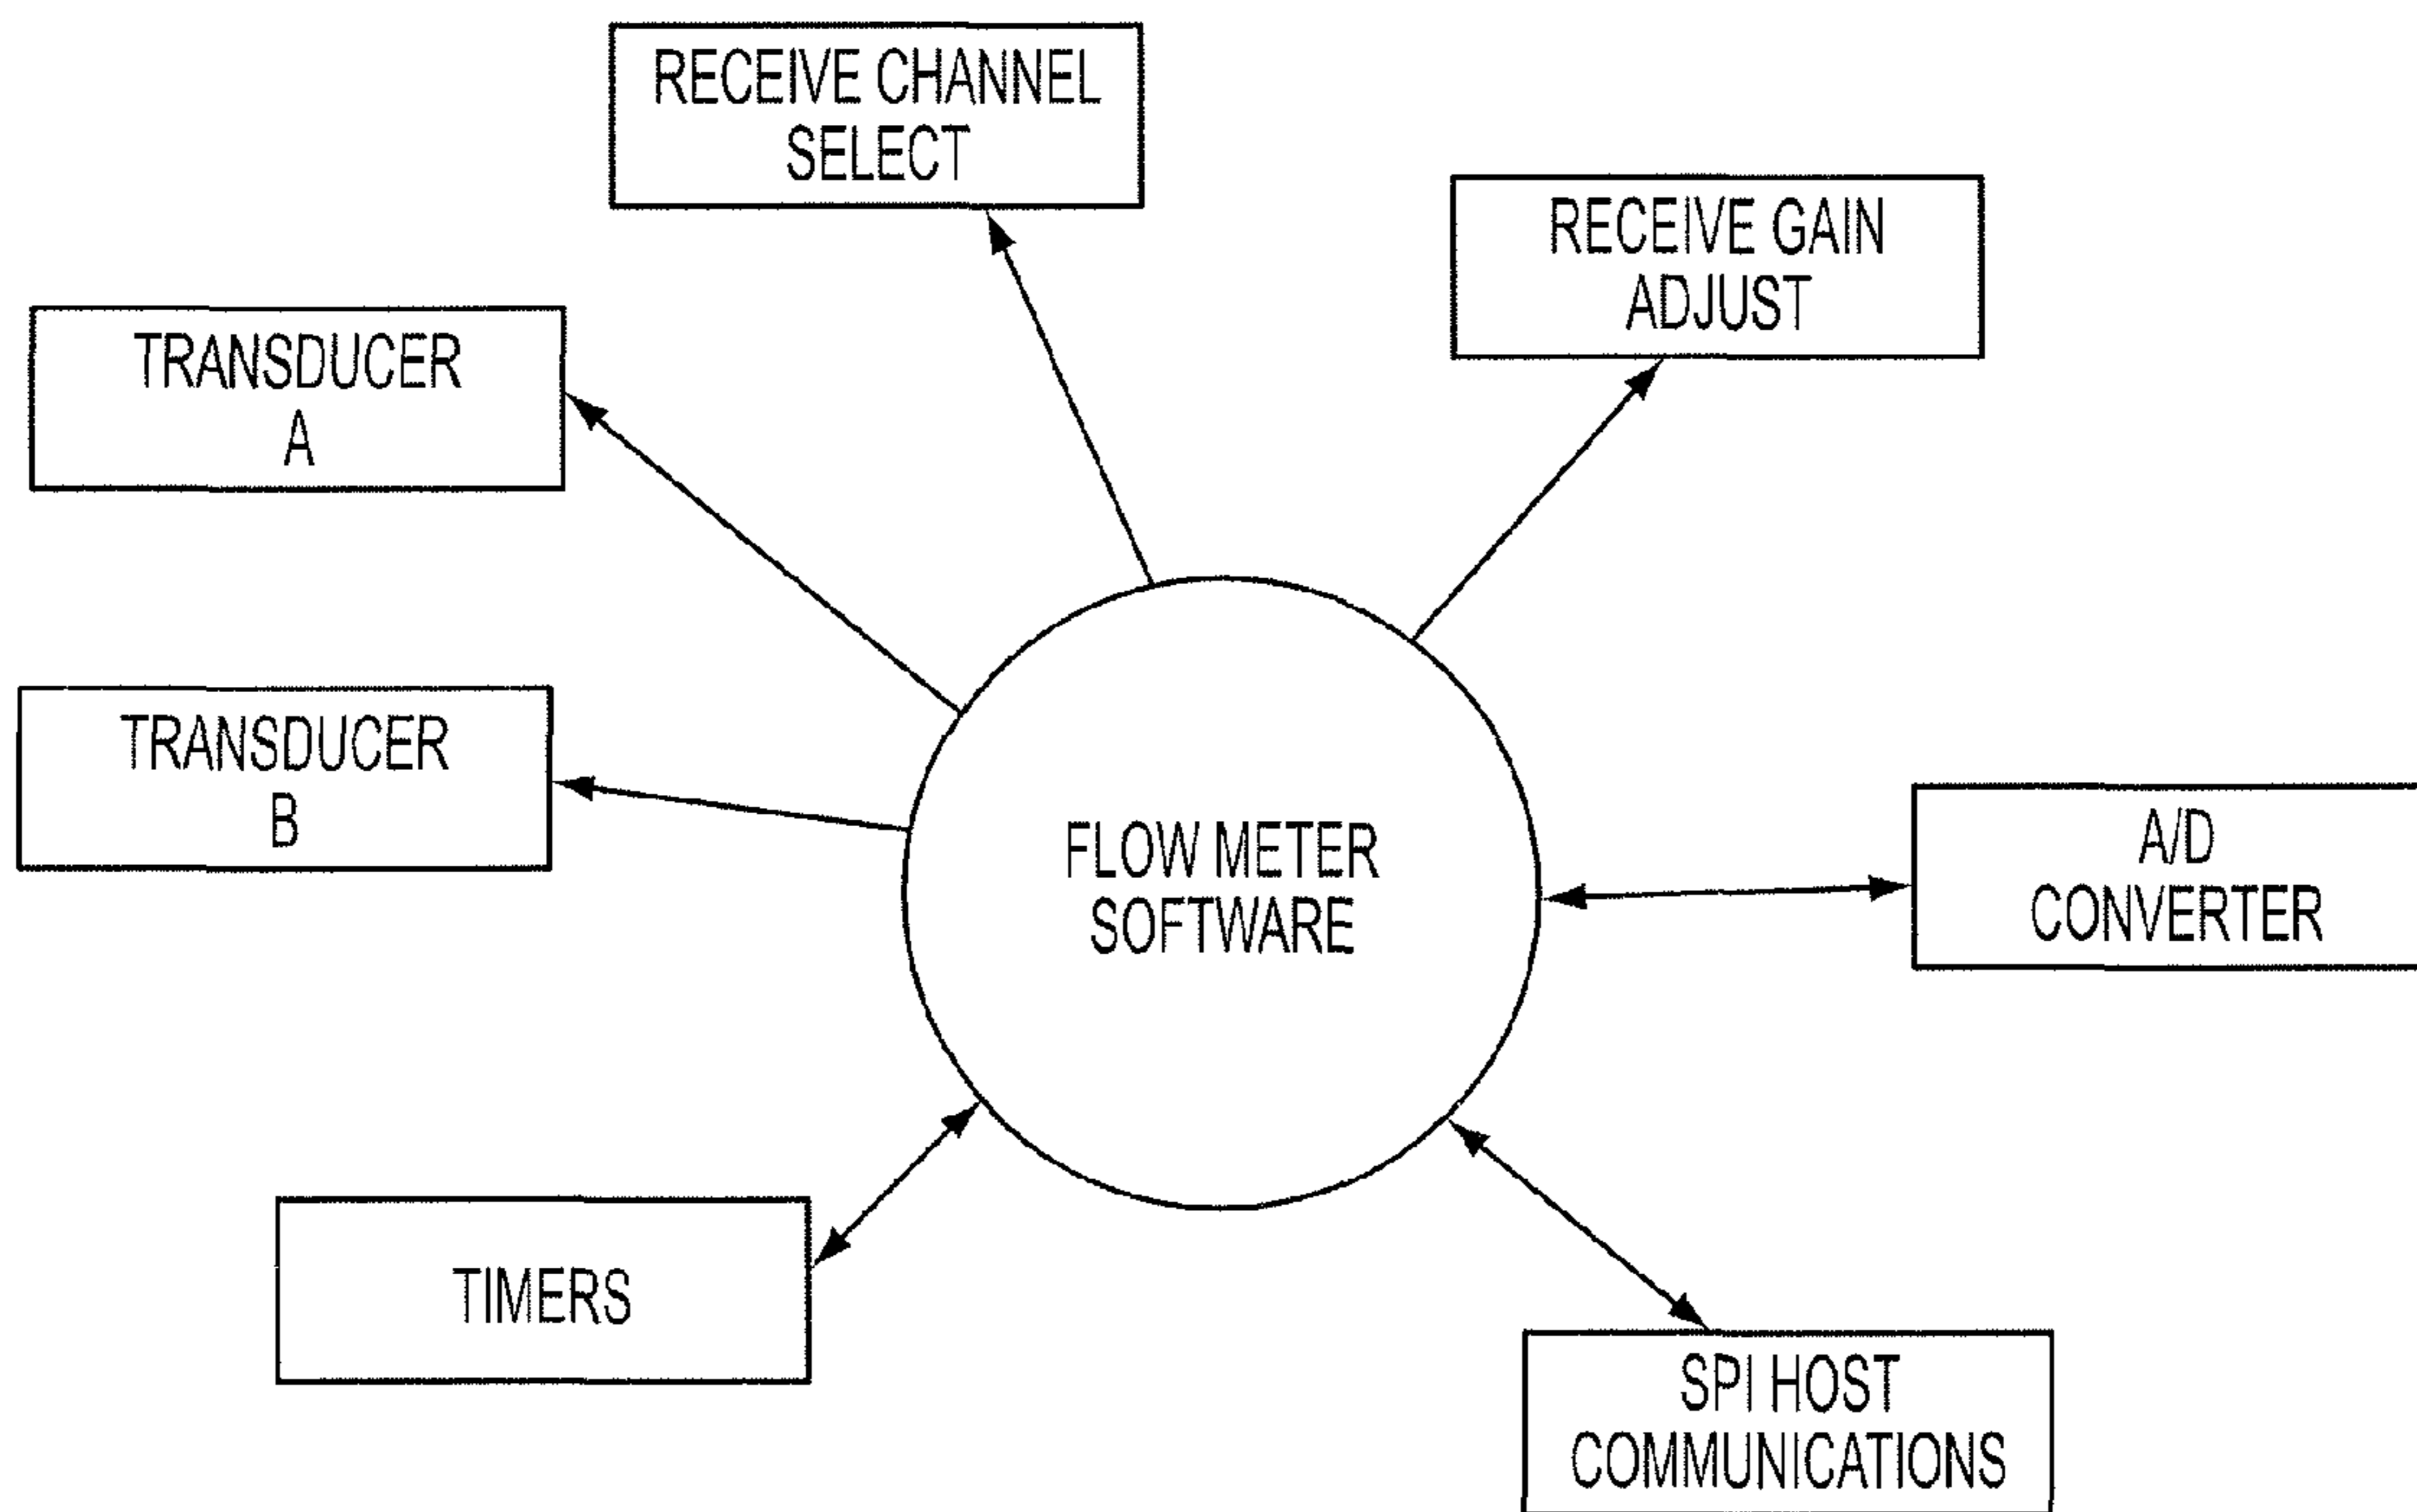 RECEIVE CHANNEL
SELECT
RECEIVE GAIN
ADJUST
TRANSDUCER
A
TRANSDUCER
B
FLOW METER
SOFTWARE
A/D
CONVERTER
TIMERS
SPI HOST
COMMUNICATIONS